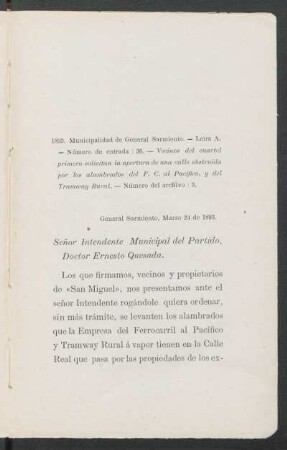 1893. Municipalidad de General Sarmiento. — Letra A.
— Número de entrada : 36. — Vecinos del cuartel
primero solicitan la apertura de una calle obstruida
por los alambrados del F. C. al Pacífico, y del
Tramway Rural. — Número del archivo : 3.
General Sarmiento, Marzo 24 de 1893.
Señor Intendente Municipal del Partido,
Doctor Ernesto Quesada.
Los que firmamos, vecinos y propietarios
de «San Miguel», nos presentamos ante el
señor Intendente rogándole quiera ordenar,
sin más trámite, se levanten los alambrados
que la Empresa del Ferrocarril al Pacífico
y Tramway Rural á vapor tienen en la Calle
Real que pasa por las propiedades de los ex-